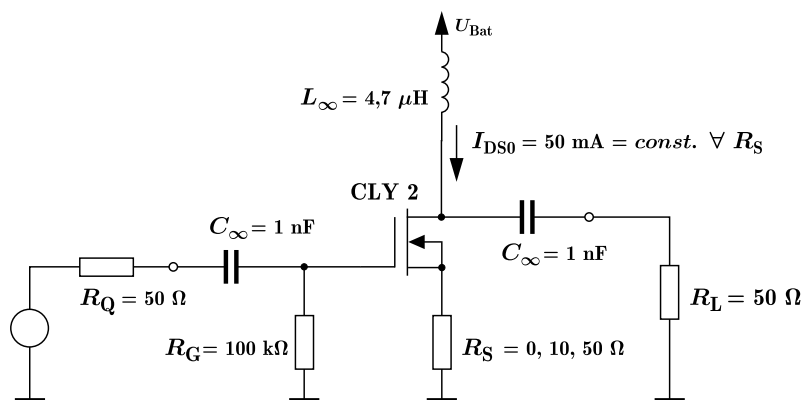 U_Bat
L_∞ = 4,7 μH
I_DS0 = 50 mA = const. ∀ R_S
CLY 2
C_∞ = 1 nF
C_∞ = 1 nF
R_Q = 50 Ω
R_L = 50 Ω
R_G = 100 kΩ
R_S = 0, 10, 50 Ω